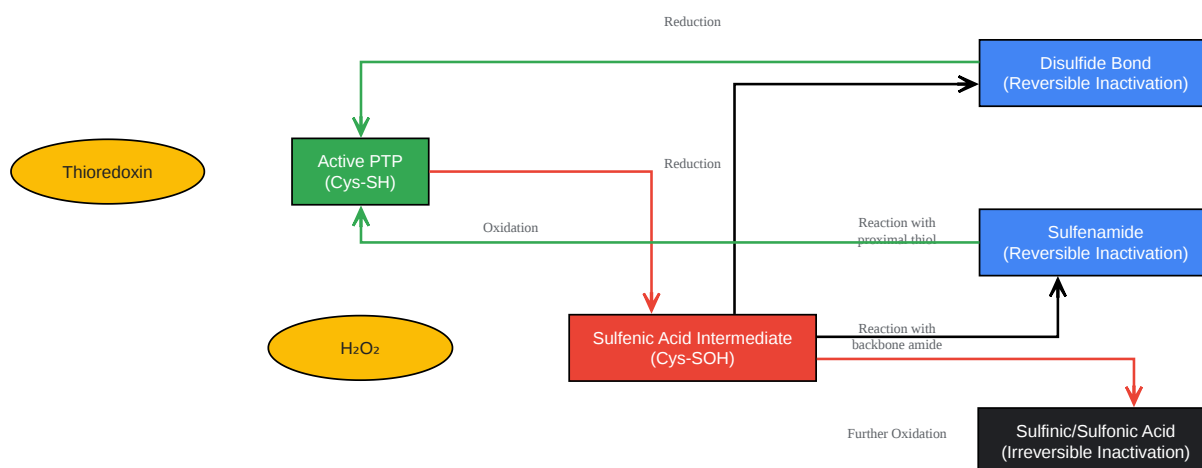 Reduction
Disulfide Bond
(Reversible Inactivation)
Thioredoxin
Active PTP
(Cys-SH)
Reduction
Oxidation
Reaction with
proximal thiol
Sulfenamide
(Reversible Inactivation)
H₂O₂
Sulfenic Acid Intermediate
(Cys-SOH)
Reaction with
backbone amide
Further Oxidation
Sulfinic/Sulfonic Acid
(Irreversible Inactivation)